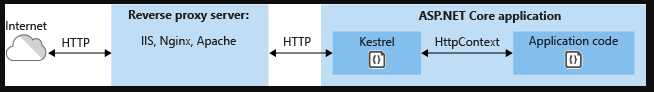 Internet
HTTP
Reverse proxy server:
IIS, Nginx, Apache
HTTP
ASP.NET Core application
Kestrel
{}
HttpContext
Application code
{}